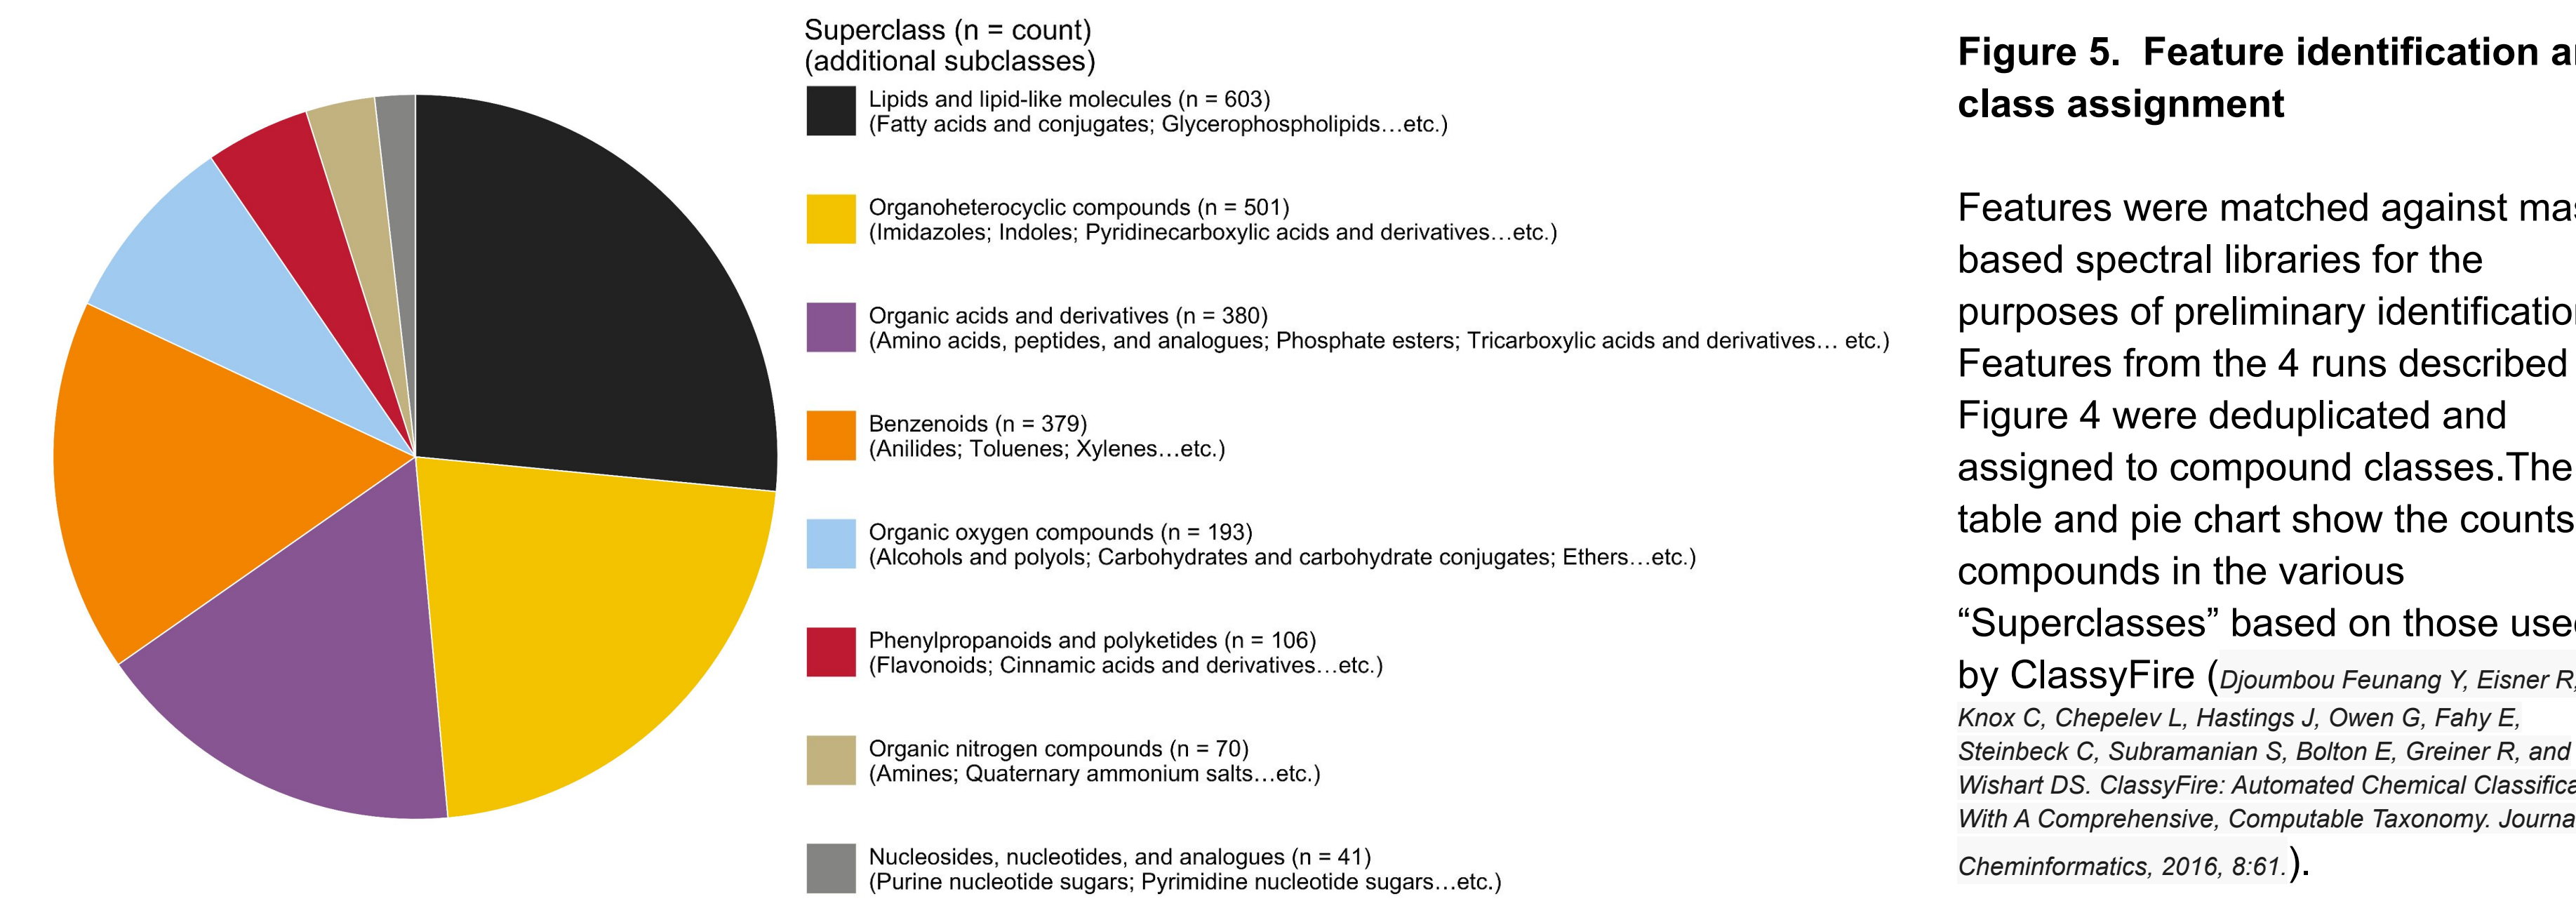 Superclass (n = count)
(additional subclasses)
Lipids and lipid-like molecules (n = 603)
(Fatty acids and conjugates; Glycerophospholipids…etc.)
Organoheterocyclic compounds (n = 501)
(Imidazoles; Indoles; Pyridinecarboxylic acids and derivatives…etc.)
Organic acids and derivatives (n = 380)
(Amino acids, peptides, and analogues; Phosphate esters; Tricarboxylic acids and derivatives… etc.)
Benzenoids (n = 379)
(Anilides; Toluenes; Xylenes…etc.)
Organic oxygen compounds (n = 193)
(Alcohols and polyols; Carbohydrates and carbohydrate conjugates; Ethers…etc.)
Phenylpropanoids and polyketides (n = 106)
(Flavonoids; Cinnamic acids and derivatives…etc.)
Organic nitrogen compounds (n = 70)
(Amines; Quaternary ammonium salts…etc.)
Nucleosides, nucleotides, and analogues (n = 41)
(Purine nucleotide sugars; Pyrimidine nucleotide sugars…etc.)
Figure 5. Feature identification
class assignment
Features were matched against
based spectral libraries for the
purposes of preliminary
Features from the 4 runs described
Figure 4 were deduplicated and
assigned to compound classes.The
table and pie chart show the counts
compounds in the various
“Superclasses” based on those
by ClassyFire (Djoumbou Feunang Y, Eisner R,
Knox C, Chepelev L, Hastings J, Owen G, Fahy E,
Steinbeck C, Subramanian S, Bolton E, Greiner R, and
Wishart DS. ClassyFire: Automated Chemical
With A Comprehensive, Computable Taxonomy.
Cheminformatics, 2016, 8:61.).